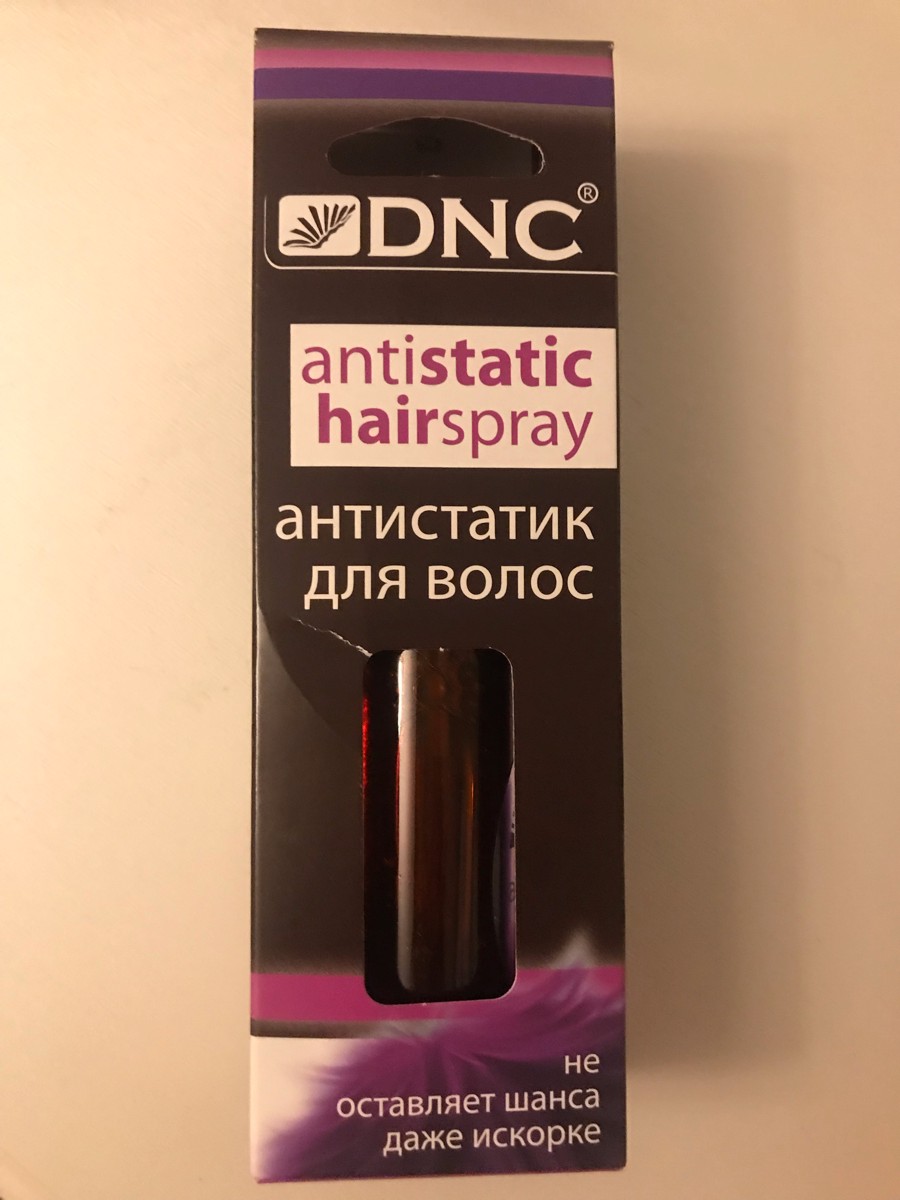 DNC®
antistatic
hairspray
антистатик
для волос
не
оставляет шанса
даже искорке